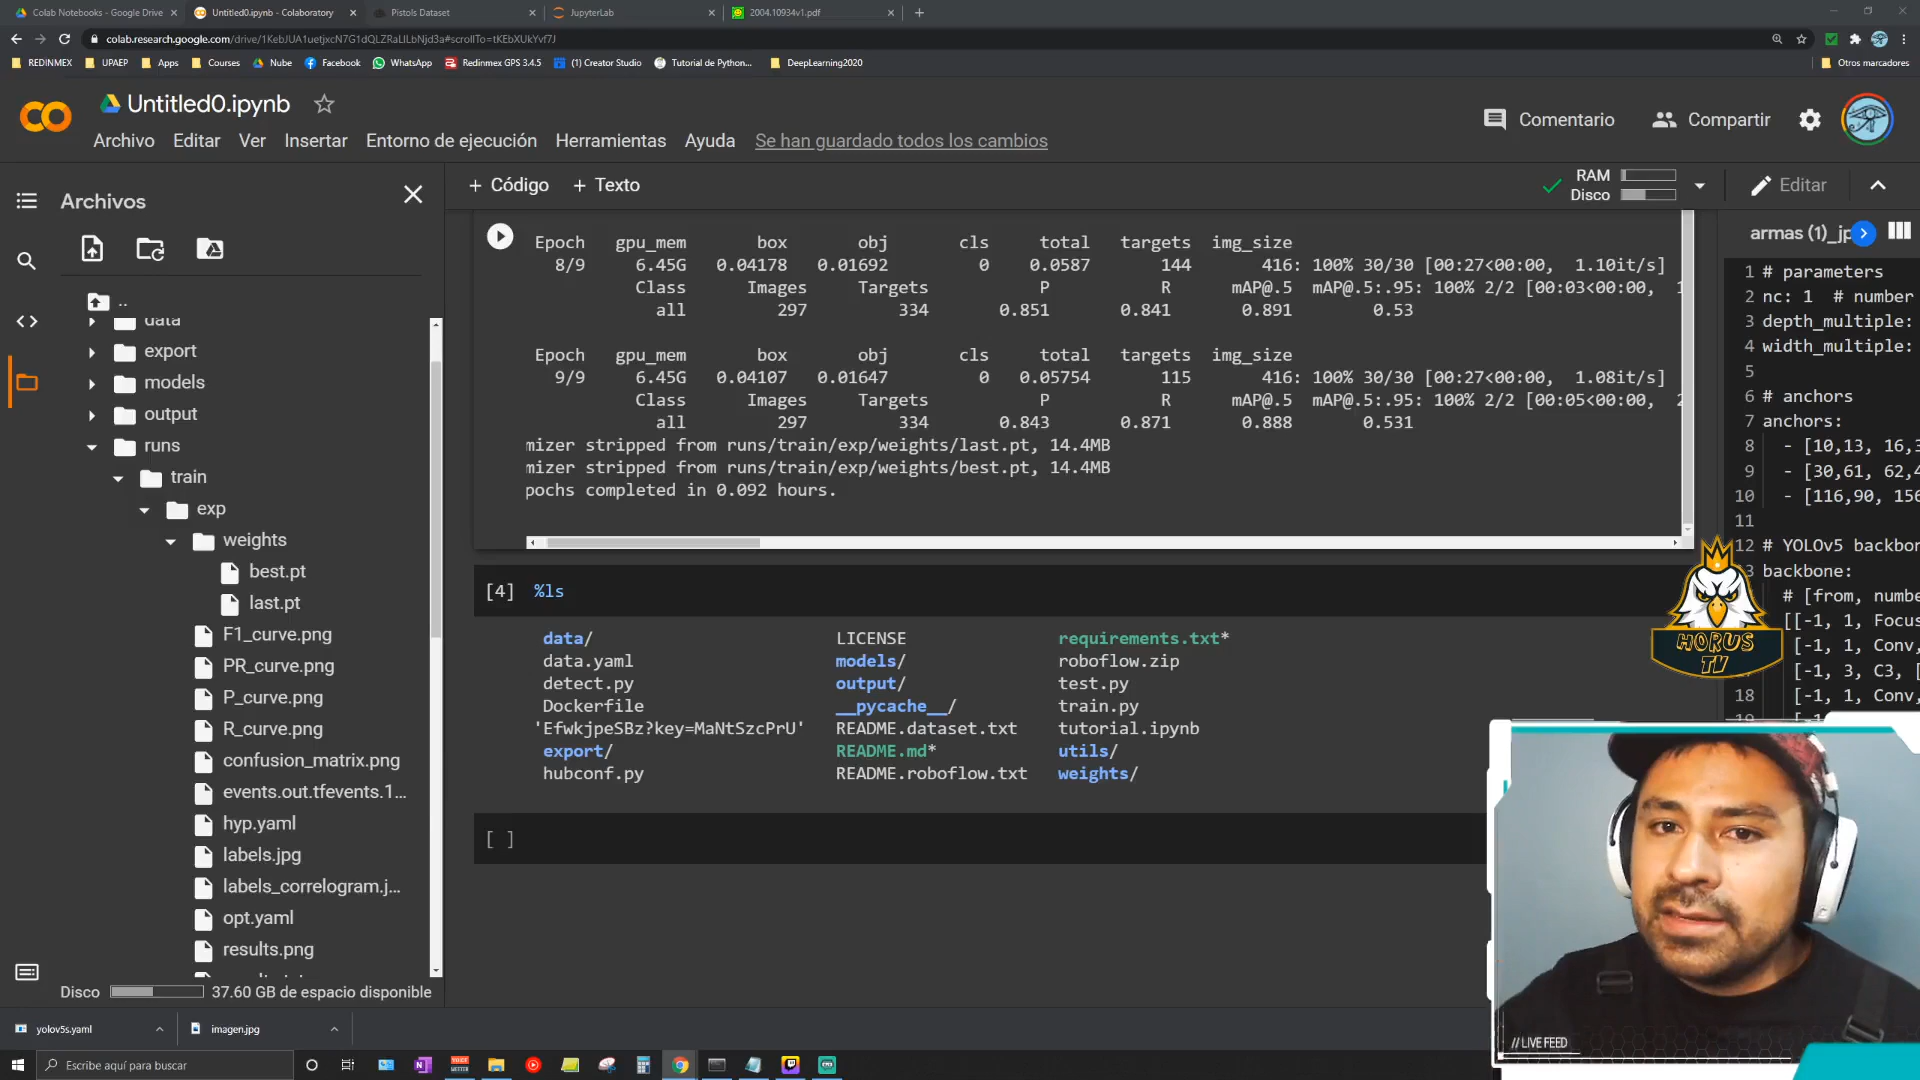 Colab Notebooks - Google Drive
Untitled0.ipynb - Colaboratory
Pistols Dataset
JupyterLab
2004.10934v1.pdf
colab.research.google.com/drive/1KebJUA1uetjxcN7G1dQLZRaLILbNjd3a#scrollTo=tKEbXUkYvf7J
REDINMEX
UPAEP
Apps
Courses
Nube
Facebook
WhatsApp
Redinmex GPS 3.4.5
(1) Creator Studio
Tutorial de Python...
DeepLearning2020
Otros marcadores
CO
Untitled0.ipynb
Comentario
Compartir
Archivo Editar Ver Insertar Entorno de ejecución Herramientas Ayuda Se han guardado todos los cambios
Archivos
+ Código + Texto
RAM
Disco
Editar
..
data
export
models
output
runs
train
exp
weights
best.pt
last.pt
F1_curve.png
PR_curve.png
P_curve.png
R_curve.png
confusion_matrix.png
events.out.tfevents.1...
hyp.yaml
labels.jpg
labels_correlogram.j...
opt.yaml
results.png
Disco 37.60 GB de espacio disponible
Epoch gpu_mem box obj cls total targets img_size
8/9 6.45G 0.04178 0.01692 0 0.0587 144 416: 100% 30/30 [00:27<00:00, 1.10it/s]
Class Images Targets P R mAP@.5 mAP@.5:.95: 100% 2/2 [00:03<00:00,
all 297 334 0.851 0.841 0.891 0.53
Epoch gpu_mem box obj cls total targets img_size
9/9 6.45G 0.04107 0.01647 0 0.05754 115 416: 100% 30/30 [00:27<00:00, 1.08it/s]
Class Images Targets P R mAP@.5 mAP@.5:.95: 100% 2/2 [00:05<00:00,
all 297 334 0.843 0.871 0.888 0.531
mizer stripped from runs/train/exp/weights/last.pt, 14.4MB
mizer stripped from runs/train/exp/weights/best.pt, 14.4MB
pochs completed in 0.092 hours.
[4] %ls
data/ LICENSE requirements.txt*
data.yaml models/ roboflow.zip
detect.py output/ test.py
Dockerfile __pycache__/ train.py
'EfwkjpeSBz?key=MaNtSzcPrU' README.dataset.txt tutorial.ipynb
export/ README.md* utils/
hubconf.py README.roboflow.txt weights/
[ ]
armas (1)_jp
1 # parameters
2 nc: 1 # number
3 depth_multiple:
4 width_multiple:
5
6 # anchors
7 anchors:
8 - [10,13, 16,3
9 - [30,61, 62,4
10 - [116,90, 156
11
12 # YOLOv5 backbon
3 backbone:
# [from, numbe
[[-1, 1, Focus
[-1, 1, Conv,
[-1, 3, C3, [
18 [-1, 1, Conv,
HORUS
TV
// LIVE FEED
yolov5s.yaml
imagen.jpg
Escribe aquí para buscar